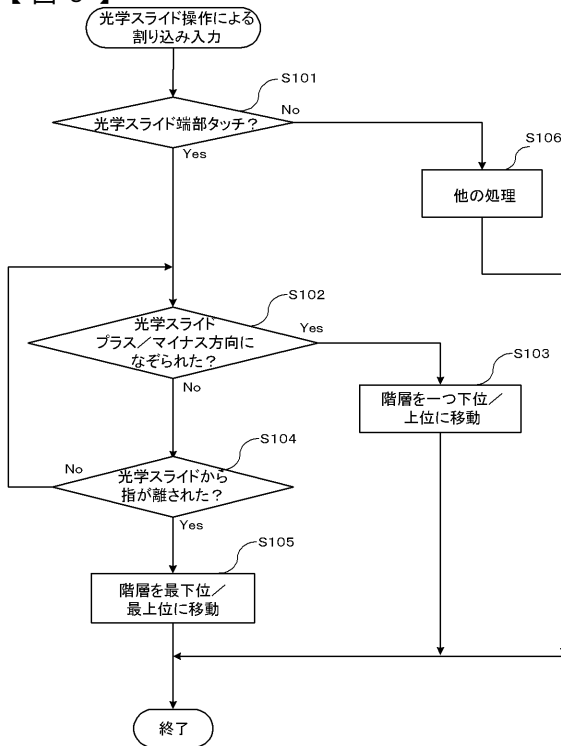 光学スライド操作による
割り込み入力
S101
光学スライド端部タッチ？
No
Yes
S106
他の処理
S102
光学スライド
プラス／マイナス方向に
なぞられた？
Yes
No
S103
階層を一つ下位／
上位に移動
S104
光学スライドから
指が離された？
No
Yes
S105
階層を最下位／
最上位に移動
終了